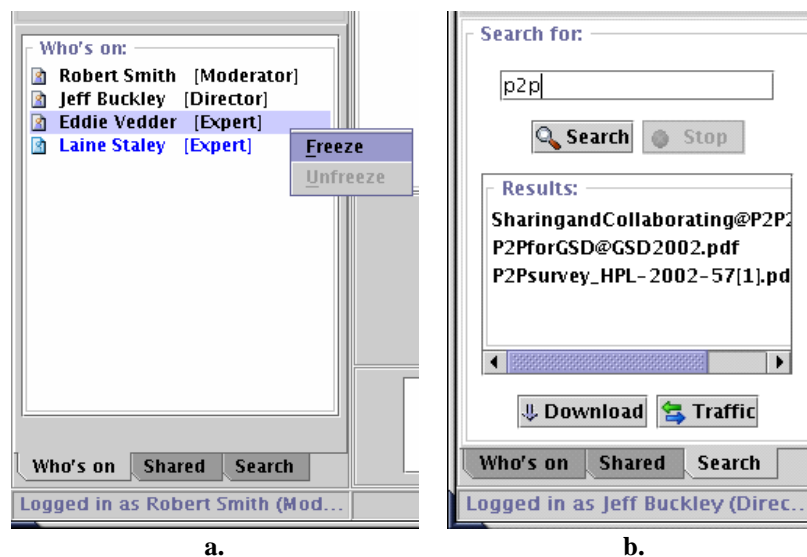 Who's on:
Robert Smith [Moderator]
Jeff Buckley [Director]
Eddie Vedder [Expert]
Laine Staley [Expert]
Freeze
Unfreeze
Who's on Shared Search
Logged in as Robert Smith (Mod...
a.
Search for:
p2p
Search Stop
Results:
SharingandCollaborating@P2P2
P2PforGSD@GSD2002.pdf
P2Psurvey_HPL-2002-57[1].pd
Download Traffic
Who's on Shared Search
Logged in as Jeff Buckley (Direc...
b.